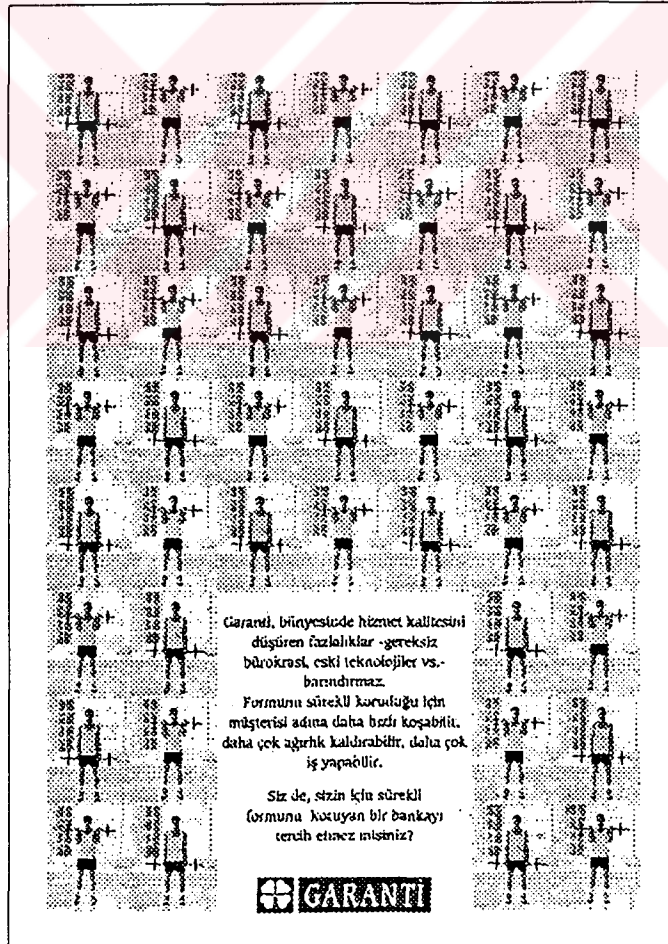 Garanti, bünyesinde hizmet kalitesini
düşüren fazlalıklar -gereksiz
bürokrasi, eski teknolojiler vs.-
barındırmaz.
Formunu sürekli koruduğu için
müşterisi adına daha hızlı koşabilir,
daha çok ağırlık kaldırabilir, daha çok
iş yapabilir.
Siz de, sizin için sürekli
formunu koruyan bir bankayı
tercih etmez misiniz?
GARANTİ